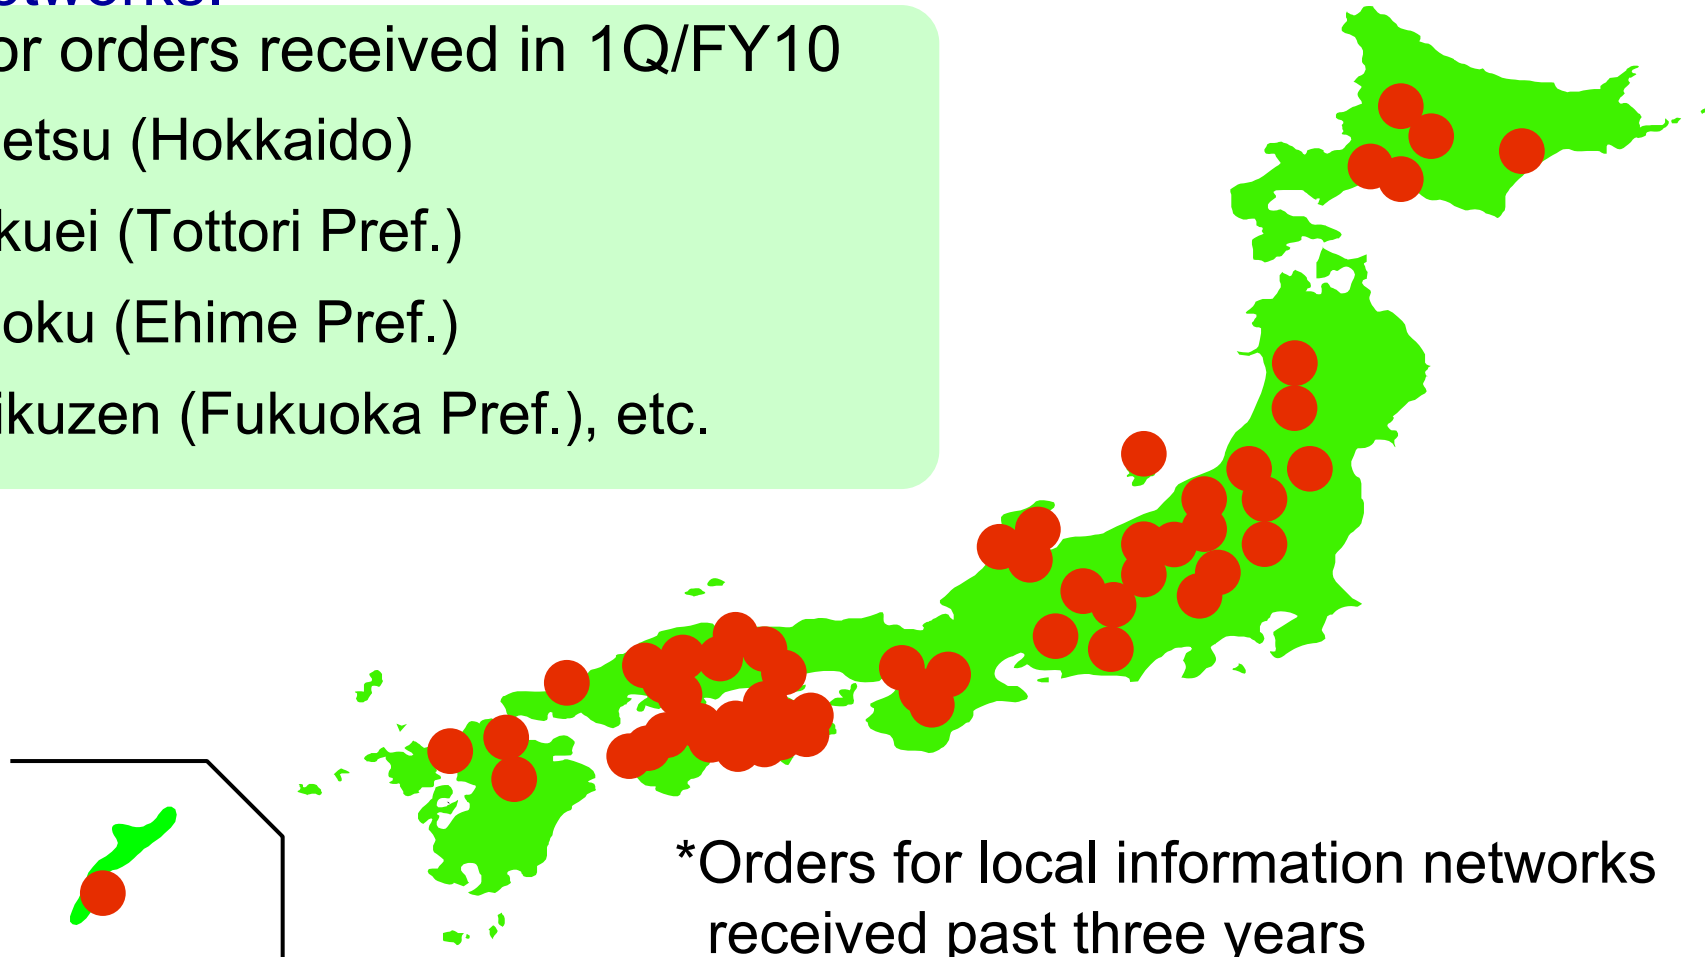 etworks.
or orders received in 1Q/FY10
etsu (Hokkaido)
kuei (Tottori Pref.)
oku (Ehime Pref.)
ikuzen (Fukuoka Pref.), etc.
*Orders for local information networks
received past three years